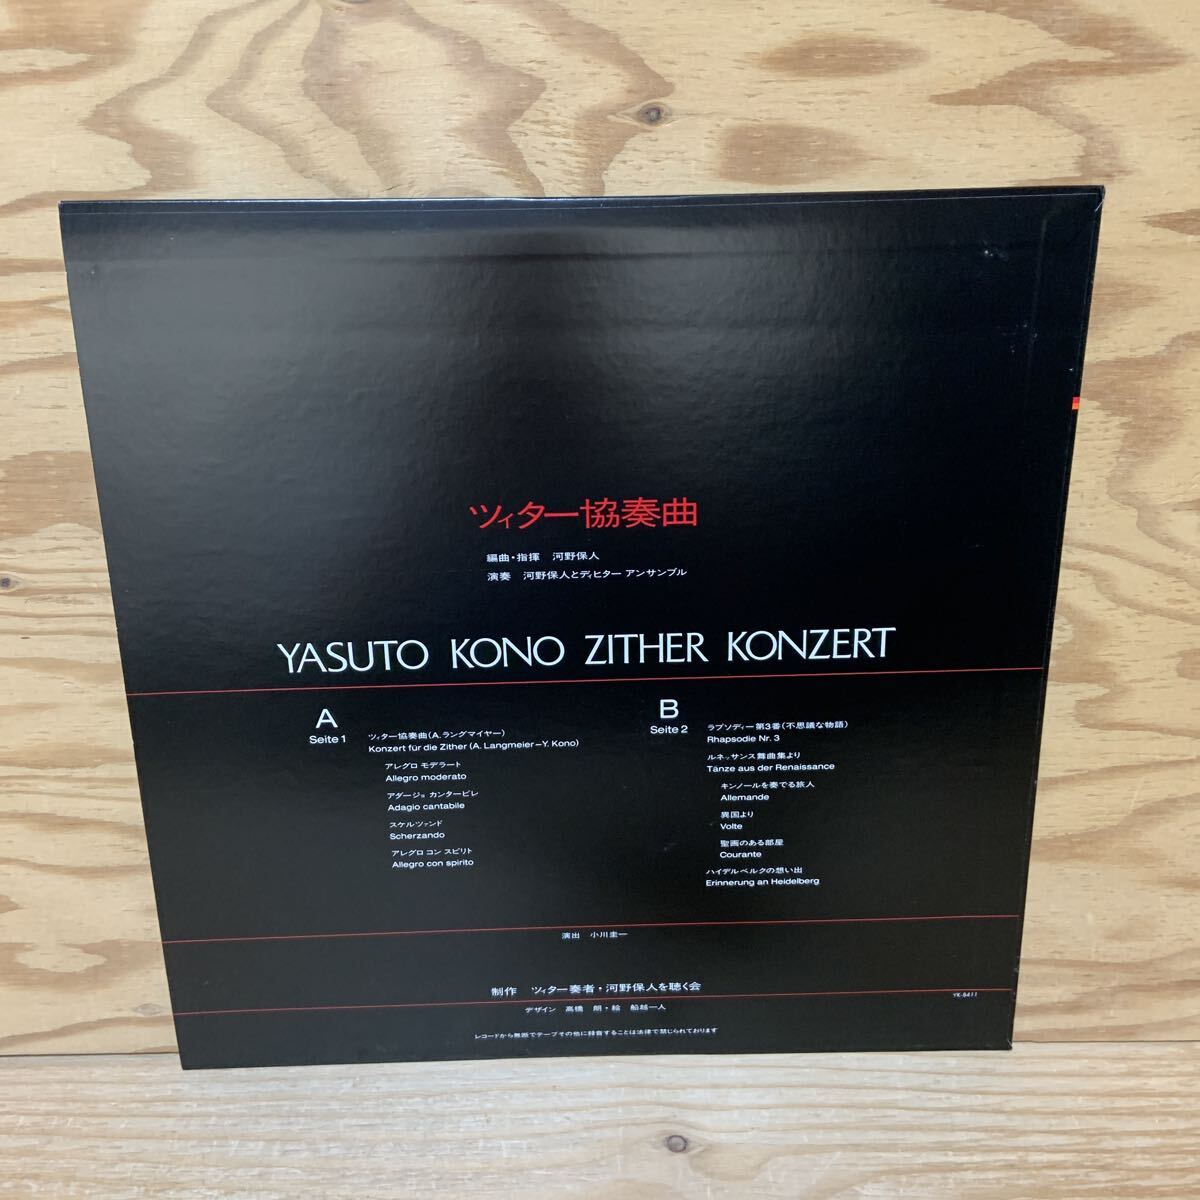 ツィター協奏曲
編曲・指揮 河野保人
演奏 河野保人とディヒター アンサンブル
YASUTO KONO ZITHER KONZERT
A
Seite 1
ツィター協奏曲(A.ラングマイヤー)
Konzert für die Zither (A. Langmeier–Y. Kono)
アレグロ モデラート
Allegro moderato
アダージョ カンタービレ
Adagio cantabile
スケルツァンド
Scherzando
アレグロ コン スピリト
Allegro con spirito
B
Seite 2
ラプソディー第3番(不思議な物語)
Rhapsodie Nr. 3
ルネッサンス舞曲集より
Tänze aus der Renaissance
キンノールを奏でる旅人
Allemande
異国より
Volte
聖画のある部屋
Courante
ハイデルベルクの想い出
Erinnerung an Heidelberg
演出 小川圭一
制作 ツィター奏者・河野保人を聴く会
YK-8411
デザイン 高橋 朗・絵 船越一人
レコードから無断でテープその他に録音することは法律で禁じられております